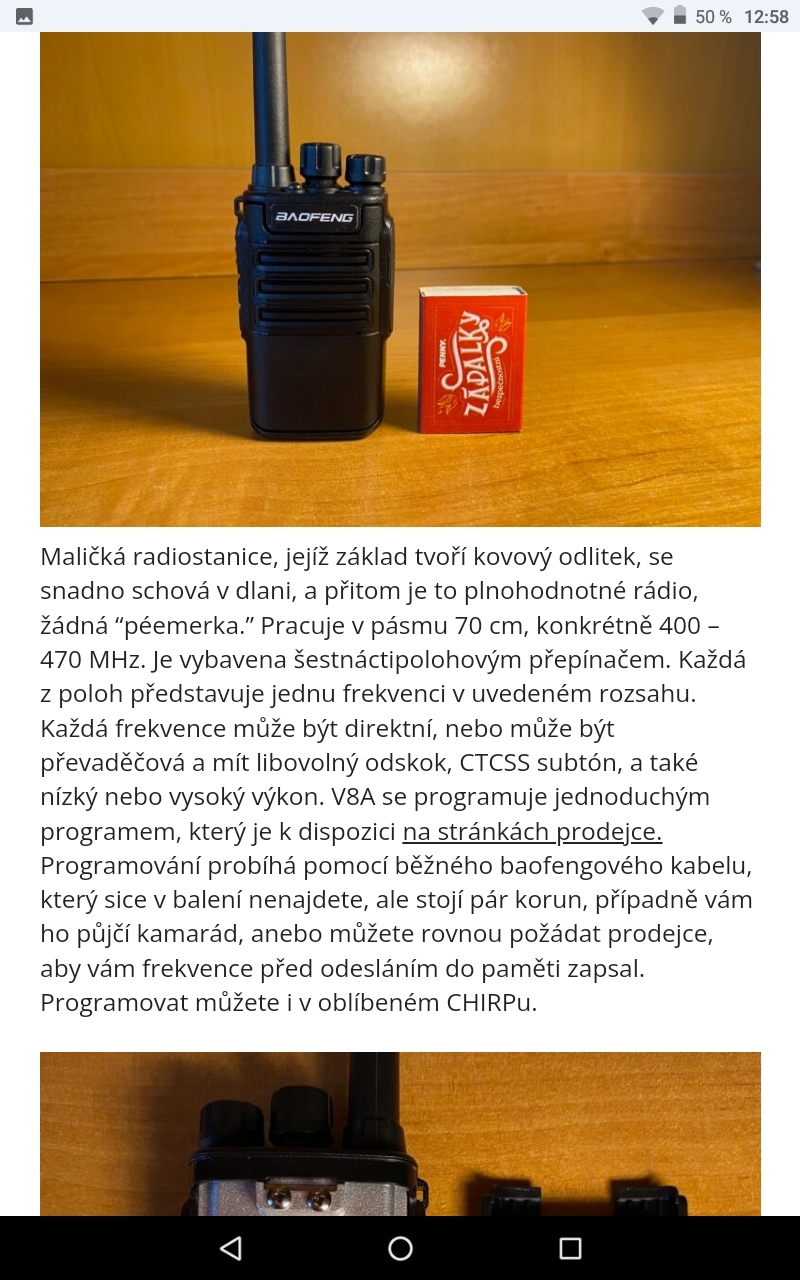 50 % 12:58
BAOFENG
PENNY.
ZÁPALKY
bezpečnostní
Maličká radiostanice, jejíž základ tvoří kovový odlitek, se
snadno schová v dlani, a přitom je to plnohodnotné rádio,
žádná “péemerka.” Pracuje v pásmu 70 cm, konkrétně 400 –
470 MHz. Je vybavena šestnáctipolohovým přepínačem. Každá
z poloh představuje jednu frekvenci v uvedeném rozsahu.
Každá frekvence může být direktní, nebo může být
převaděčová a mít libovolný odskok, CTCSS subtón, a také
nízký nebo vysoký výkon. V8A se programuje jednoduchým
programem, který je k dispozici na stránkách prodejce.
Programování probíhá pomocí běžného baofengového kabelu,
který sice v balení nenajdete, ale stojí pár korun, případně vám
ho půjčí kamarád, anebo můžete rovnou požádat prodejce,
aby vám frekvence před odesláním do paměti zapsal.
Programovat můžete i v oblíbeném CHIRPu.